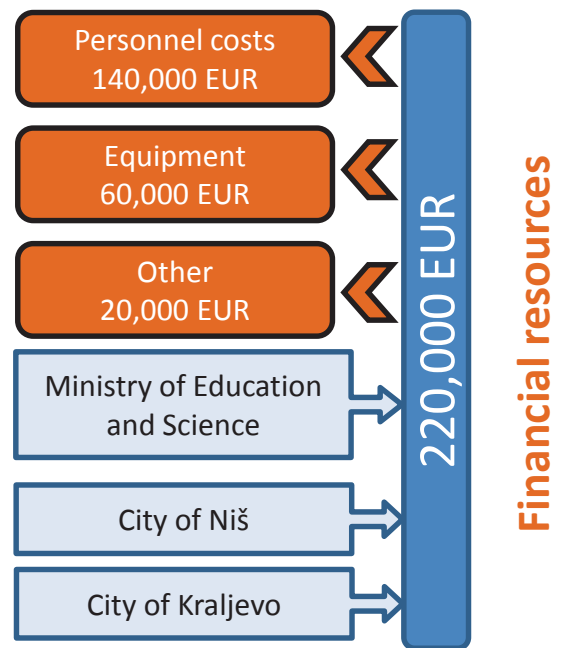 Personnel costs
140,000 EUR
Equipment
60,000 EUR
Other
20,000 EUR
Ministry of Education
and Science
City of Niš
City of Kraljevo
220,000 EUR
Financial resources